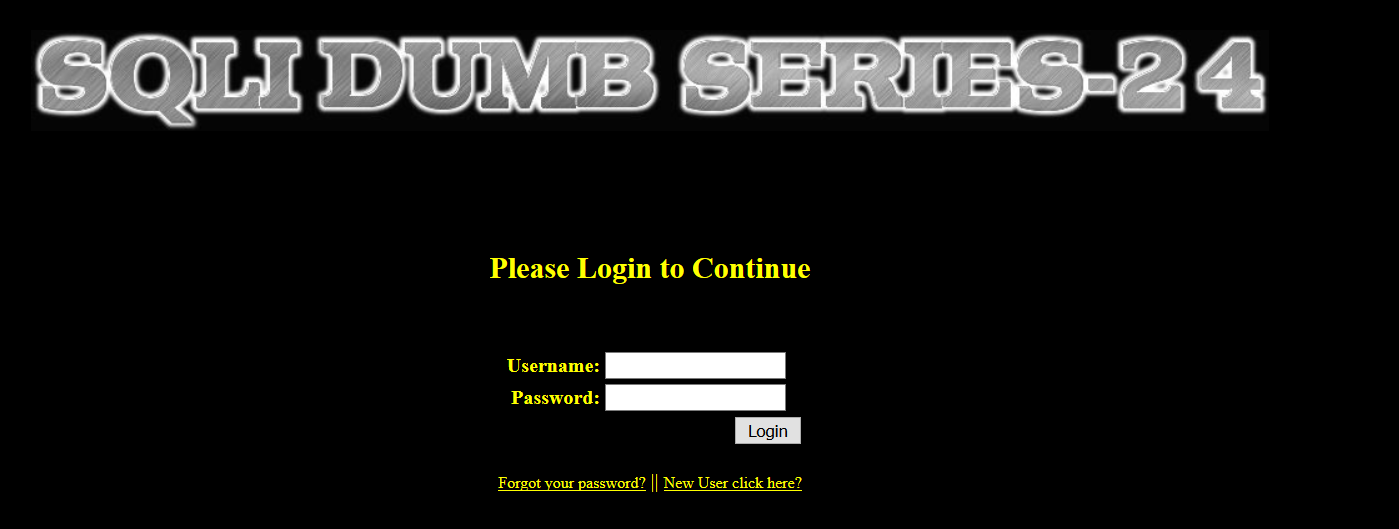 SQLI DUMB SERIES-24
Please Login to Continue
Username:
Password:
Login
Forgot your password? || New User click here?